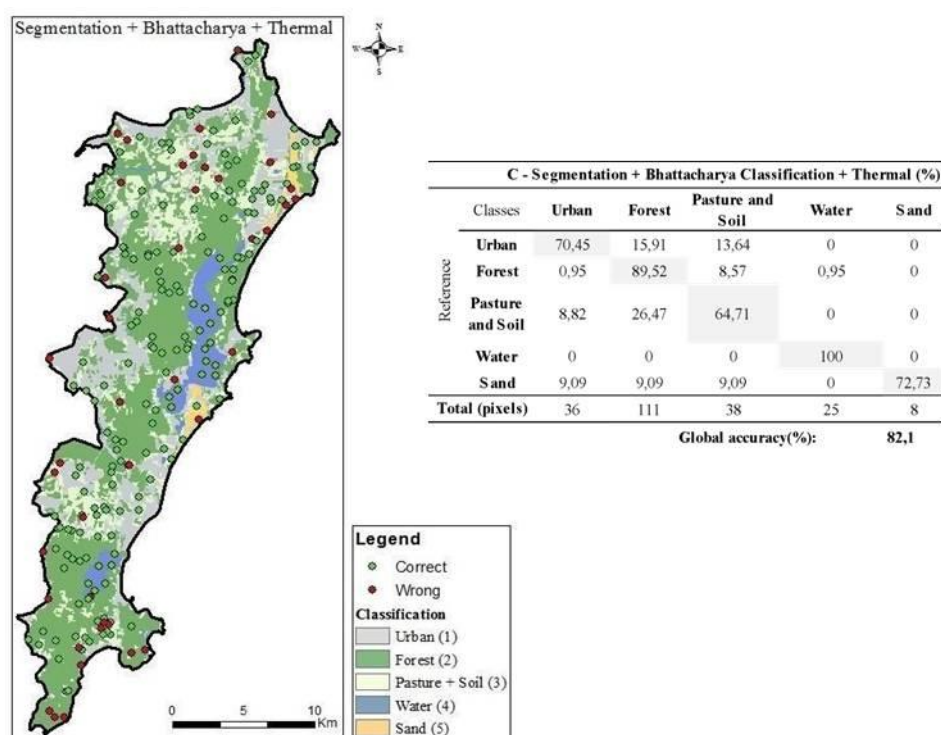 Segmentation + Bhattacharya + Thermal
N
W E
S
C - Segmentation + Bhattacharya Classification + Thermal (%)
Classes Urban Forest Pasture and Soil Water Sand
Reference
Urban 70,45 15,91 13,64 0 0
Forest 0,95 89,52 8,57 0,95 0
Pasture and Soil 8,82 26,47 64,71 0 0
Water 0 0 0 100 0
Sand 9,09 9,09 9,09 0 72,73
Total (pixels) 36 111 38 25 8
Global accuracy(%): 82,1
Legend
Correct
Wrong
Classification
Urban (1)
Forest (2)
Pasture + Soil (3)
Water (4)
Sand (5)
0 5 10
Km